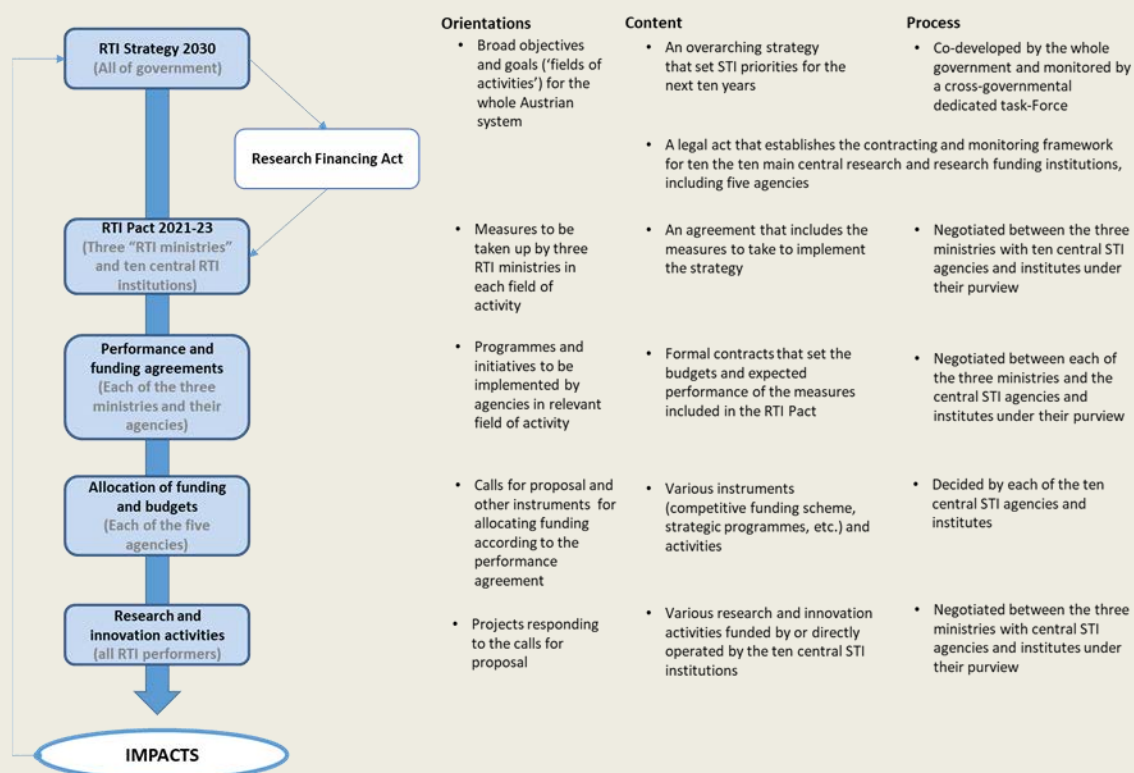 RTI Strategy 2030
(All of government)
Research Financing Act
RTI Pact 2021-23
(Three “RTI ministries”
and ten central RTI
institutions)
Performance and
funding agreements
(Each of the three
ministries and their
agencies)
Allocation of funding
and budgets
(Each of the five
agencies)
Research and
innovation activities
(all RTI performers)
IMPACTS
Orientations
• Broad objectives
and goals (‘fields of
activities’) for the
whole Austrian
system
• Measures to be
taken up by three
RTI ministries in
each field of
activity
• Programmes and
initiatives to be
implemented by
agencies in relevant
field of activity
• Calls for proposal and
other instruments for
allocating funding
according to the
performance
agreement
• Projects responding
to the calls for
proposal
Content
• An overarching strategy
that set STI priorities for the
next ten years
• A legal act that establishes the contracting and monitoring framework
for ten the ten main central research and research funding institutions,
including five agencies
• An agreement that includes the
measures to take to implement
the strategy
• Formal contracts that set the
budgets and expected
performance of the measures
included in the RTI Pact
• Various instruments
(competitive funding scheme,
strategic programmes, etc.) and
activities
• Various research and innovation
activities funded by or directly
operated by the ten central STI
institutions
Process
• Co-developed by the whole
government and monitored by
a cross-governmental
dedicated task-Force
• Negotiated between the three
ministries with ten central STI
agencies and institutes under
their purview
• Negotiated between each of
the three ministries and the
central STI agencies and
institutes under their purview
• Decided by each of the ten
central STI agencies and
institutes
• Negotiated between the three
ministries with central STI
agencies and institutes under
their purview